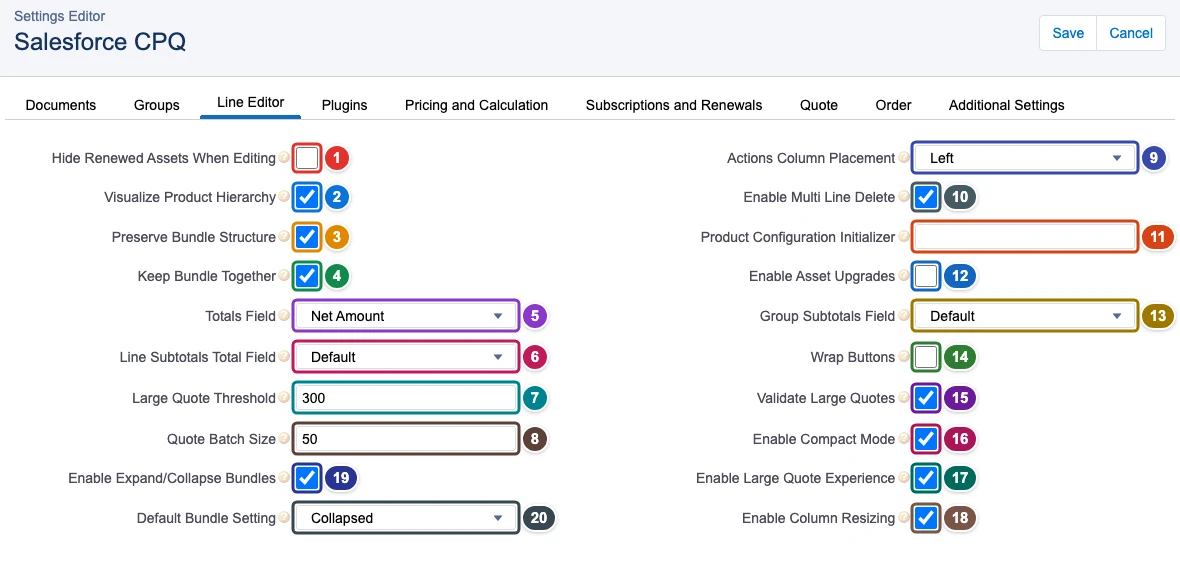 Settings Editor
Salesforce CPQ
Save Cancel
Documents Groups Line Editor Plugins Pricing and Calculation Subscriptions and Renewals Quote Order Additional Settings
Hide Renewed Assets When Editing 1
Visualize Product Hierarchy 2
Preserve Bundle Structure 3
Keep Bundle Together 4
Totals Field Net Amount 5
Line Subtotals Total Field Default 6
Large Quote Threshold 300 7
Quote Batch Size 50 8
Enable Expand/Collapse Bundles 19
Default Bundle Setting Collapsed 20
Actions Column Placement Left 9
Enable Multi Line Delete 10
Product Configuration Initializer 11
Enable Asset Upgrades 12
Group Subtotals Field Default 13
Wrap Buttons 14
Validate Large Quotes 15
Enable Compact Mode 16
Enable Large Quote Experience 17
Enable Column Resizing 18